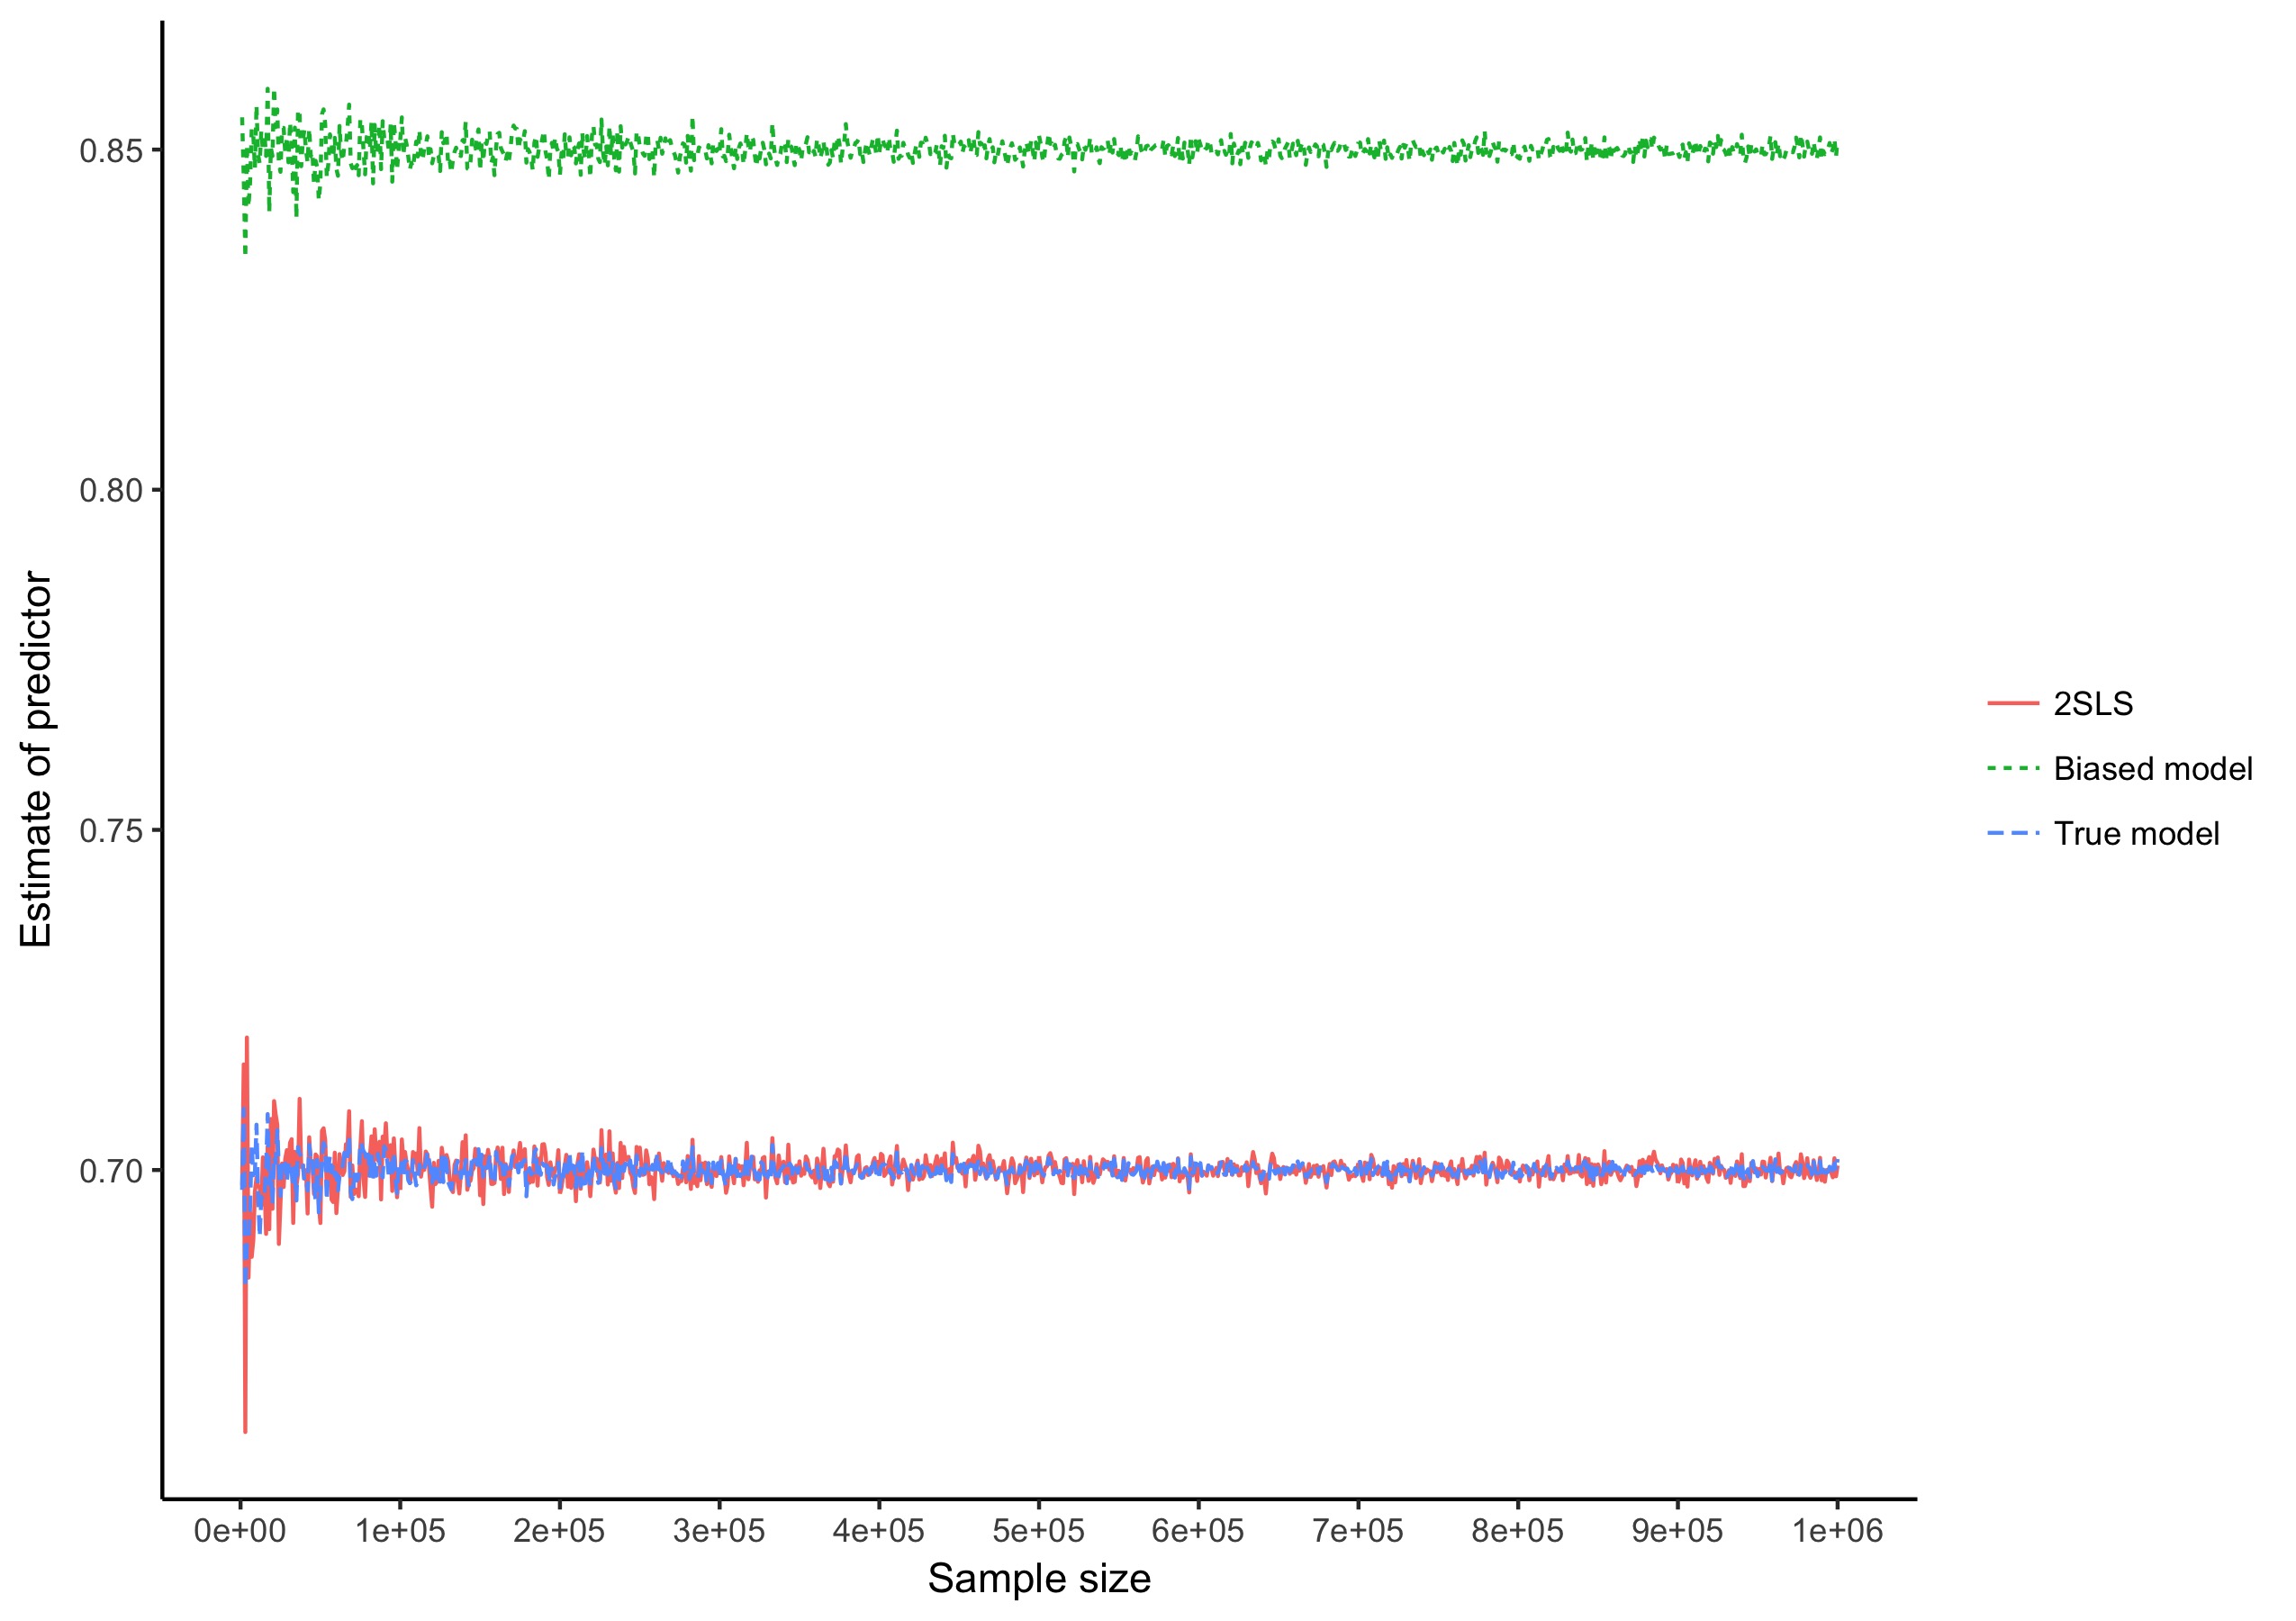 0.85
0.80
0.75
0.70
Estimate of predictor
0e+00 1e+05 2e+05 3e+05 4e+05 5e+05 6e+05 7e+05 8e+05 9e+05 1e+06
Sample size
2SLS
Biased model
True model